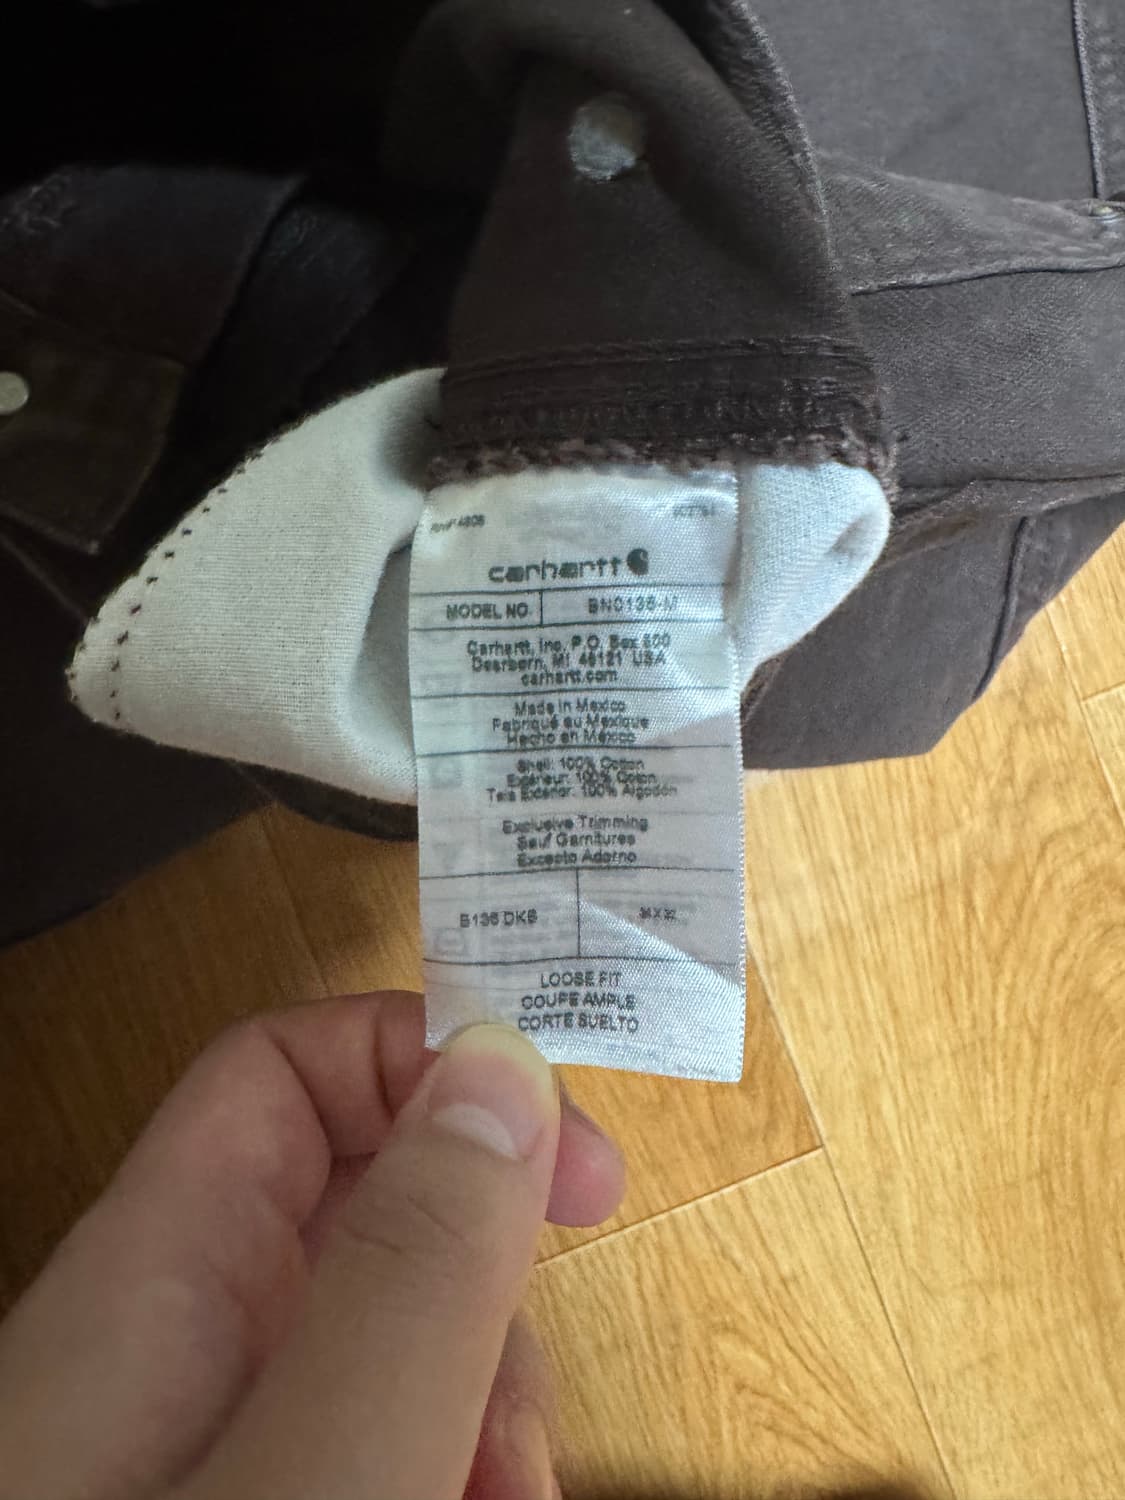 carhartt
MODEL NO. BN0136-M
Carhartt, Inc. P.O. Box 600
Dearborn, MI 48121 USA
carhartt.com
Made in Mexico
Fabriqué au Mexique
Hecho en México
Shell: 100% Cotton
Extérieur: 100% Coton
Tela Exterior: 100% Algodón
Exclusive Trimming
Sauf Garnitures
Excepto Adorno
B136 DKB
LOOSE FIT
COUPE AMPLE
CORTE SUELTO